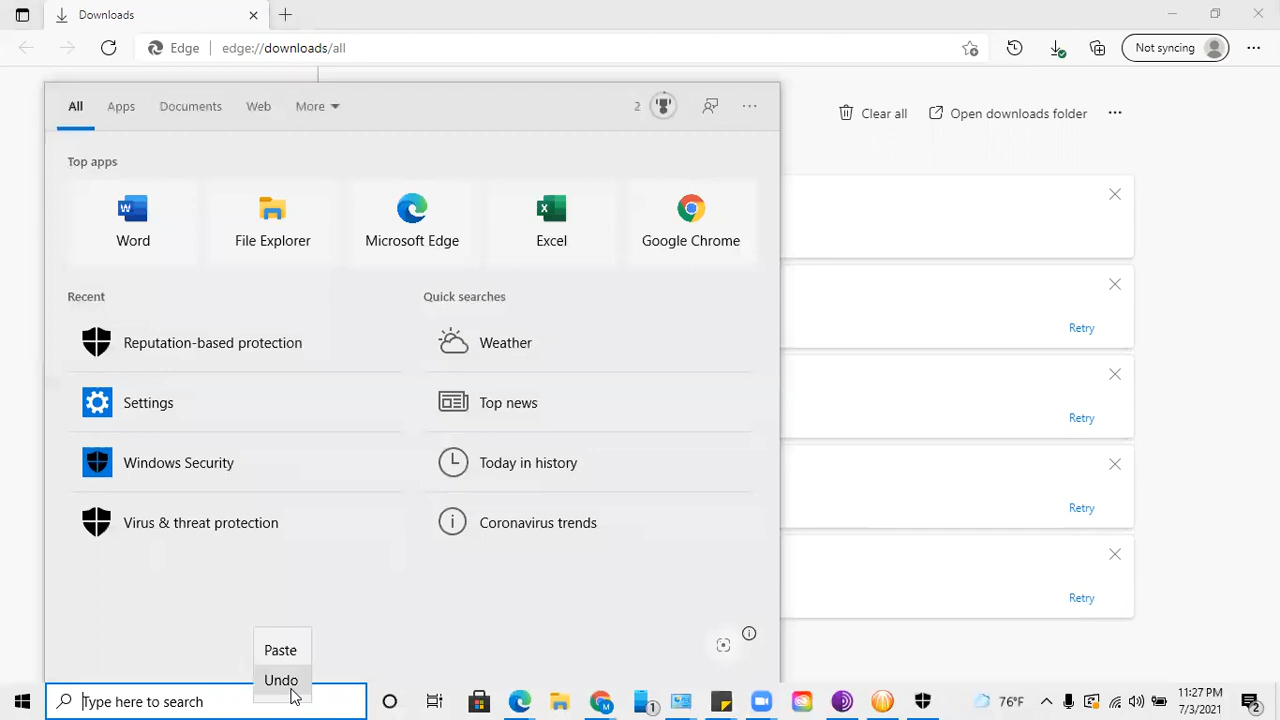 Downloads
Edge edge://downloads/all Not syncing
All Apps Documents Web More 2
Clear all Open downloads folder
Top apps
Word File Explorer Microsoft Edge Excel Google Chrome
Recent Quick searches
Reputation-based protection Weather
Retry
Settings Top news
Retry
Windows Security Today in history
Retry
Virus & threat protection Coronavirus trends
Retry
Paste
Undo
Type here to search 1 M 76°F 11:27 PM
7/3/2021 2